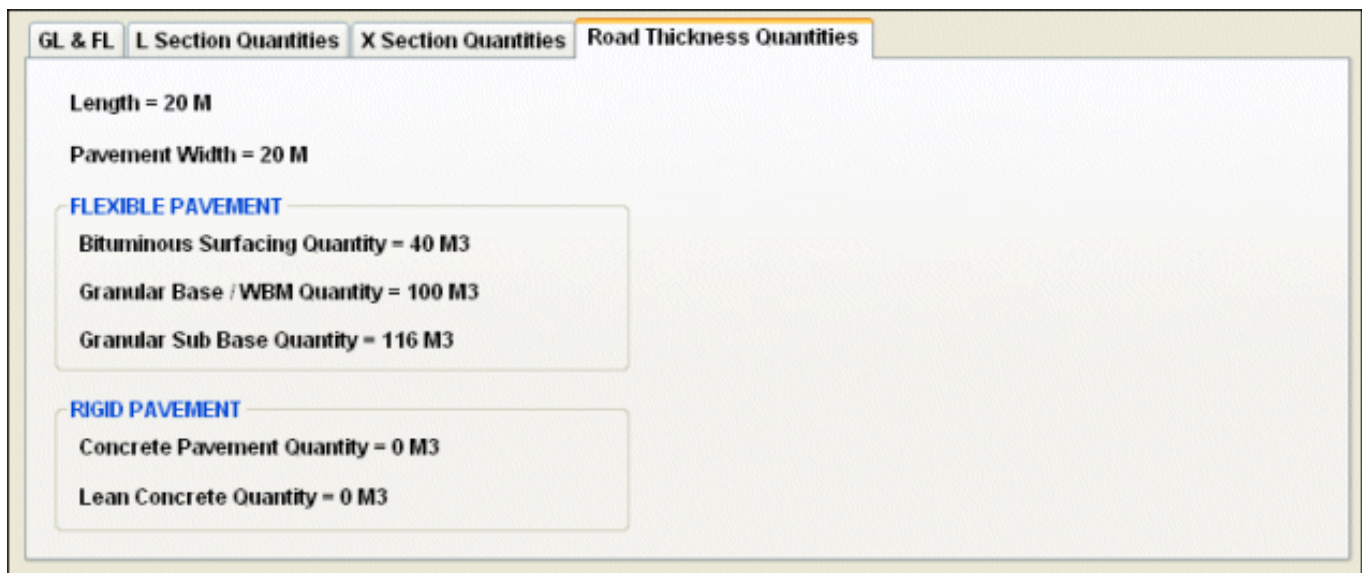 GL & FL L Section Quantities X Section Quantities Road Thickness Quantities
Length = 20 M
Pavement Width = 20 M
FLEXIBLE PAVEMENT
Bituminous Surfacing Quantity = 40 M3
Granular Base / WBM Quantity = 100 M3
Granular Sub Base Quantity = 116 M3
RIGID PAVEMENT
Concrete Pavement Quantity = 0 M3
Lean Concrete Quantity = 0 M3